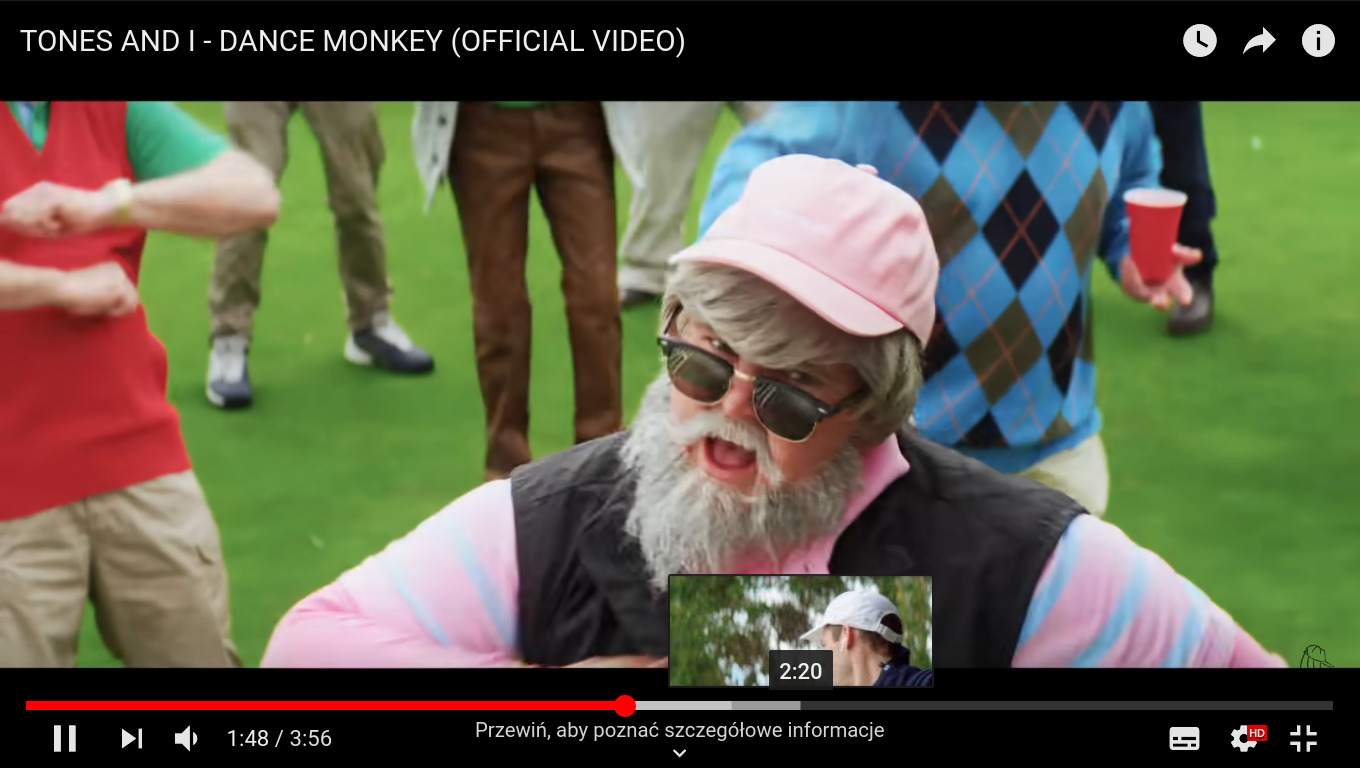 TONES AND I - DANCE MONKEY (OFFICIAL VIDEO)
2:20
1:48 / 3:56
Przewiń, aby poznać szczegółowe informacje
HD